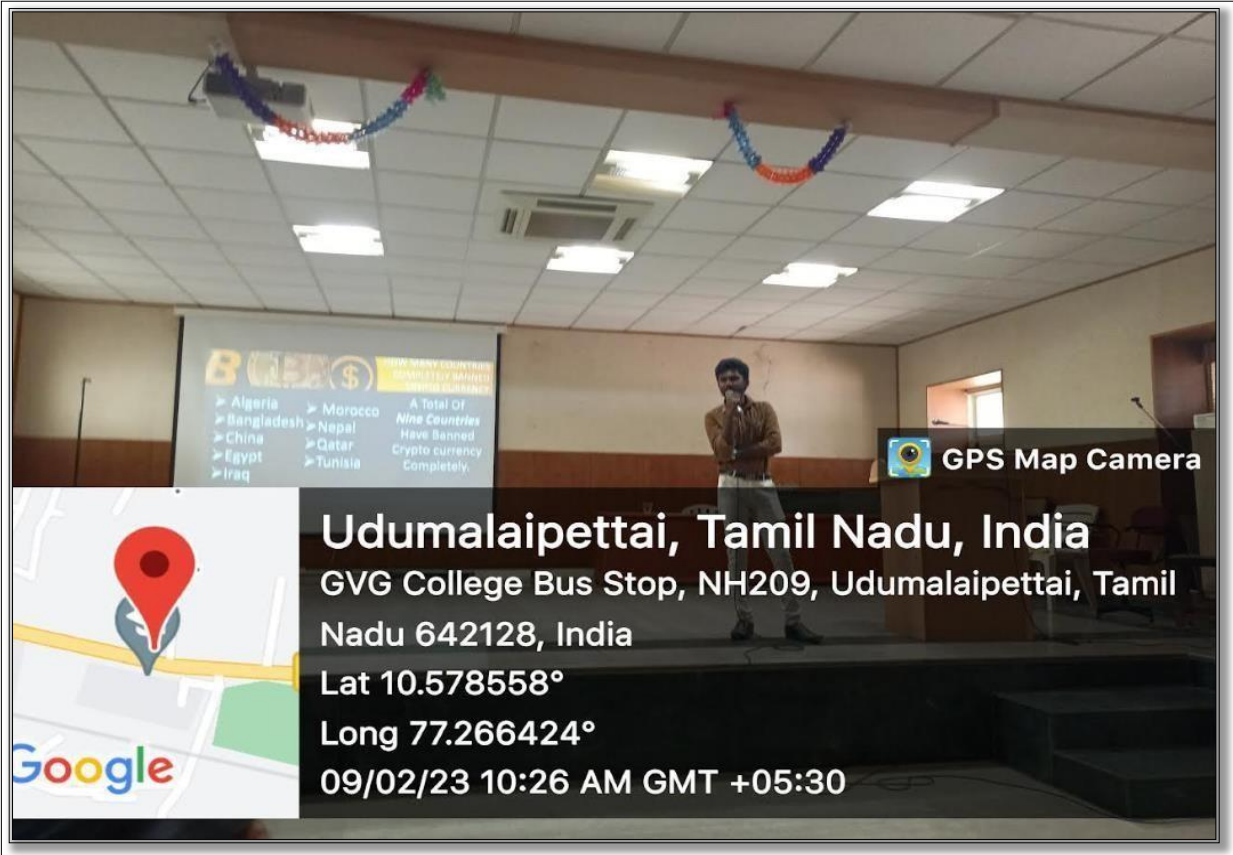 HOW MANY COUNTRIES
COMPLETELY BANNED
CRYPTO CURRENCY
B
$
➤ Algeria
➤ Bangladesh
➤ China
➤ Egypt
➤ Iraq
➤ Morocco
➤ Nepal
➤ Qatar
➤ Tunisia
A Total Of
Nine Countries
Have Banned
Crypto currency
Completely.
GPS Map Camera
Udumalaipettai, Tamil Nadu, India
GVG College Bus Stop, NH209, Udumalaipettai, Tamil
Nadu 642128, India
Lat 10.578558°
Long 77.266424°
09/02/23 10:26 AM GMT +05:30
Google